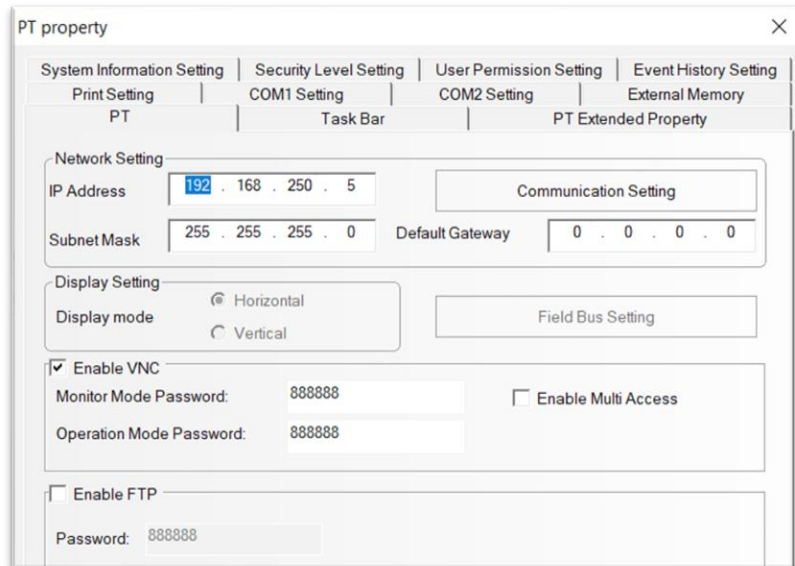 PT property
System Information Setting Security Level Setting User Permission Setting Event History Setting
Print Setting COM1 Setting COM2 Setting External Memory
PT Task Bar PT Extended Property
Network Setting
IP Address 192 . 168 . 250 . 5 Communication Setting
Subnet Mask 255 . 255 . 255 . 0 Default Gateway 0 . 0 . 0 . 0
Display Setting
Horizontal
Display mode Field Bus Setting
Vertical
Enable VNC
Monitor Mode Password: 888888 Enable Multi Access
Operation Mode Password: 888888
Enable FTP
Password: 888888